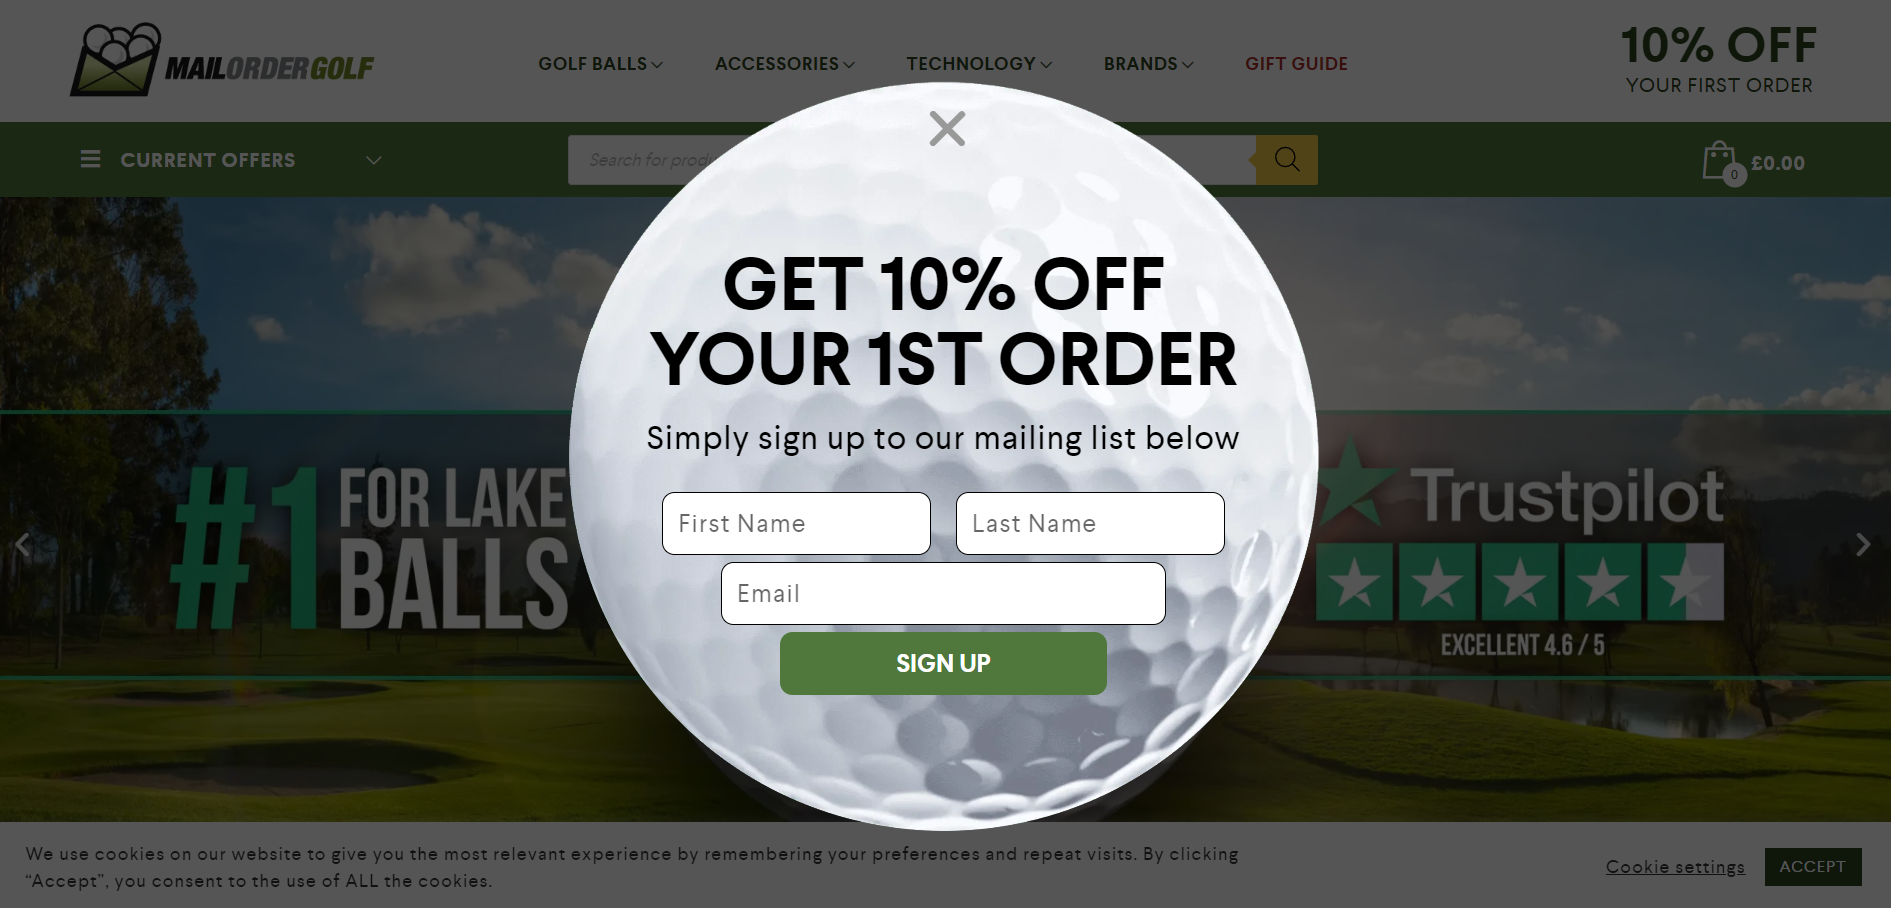 MAILORDERGOLF
GOLF BALLS
ACCESSORIES
TECHNOLOGY
BRANDS
GIFT GUIDE
10% OFF
YOUR FIRST ORDER
CURRENT OFFERS
Search for
0
£0.00
GET 10% OFF
YOUR 1ST ORDER
Simply sign up to our mailing list below
First Name
Last Name
Email
SIGN UP
#1 FOR LAKE
BALLS
Trustpilot
EXCELLENT 4.6 / 5
We use cookies on our website to give you the most relevant experience by remembering your preferences and repeat visits. By clicking
“Accept”, you consent to the use of ALL the cookies.
Cookie settings
ACCEPT